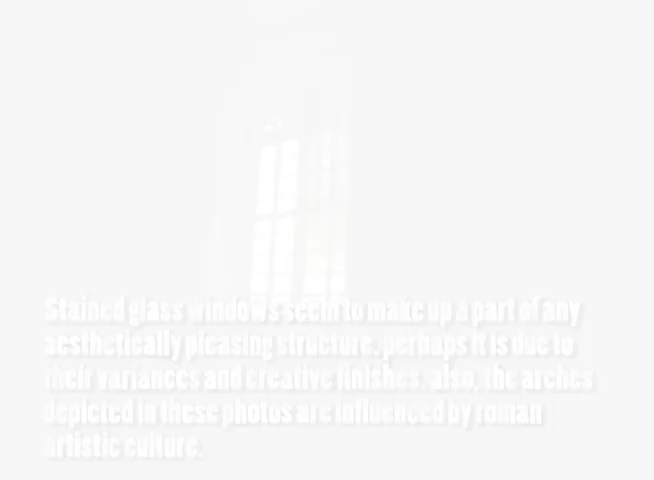 Stained glass windows seem to make up a part of any
aesthetically pleasing structure, perhaps it is due to
their variances and creative finishes. also, the arches
depicted in these photos are influenced by roman
artistic culture.